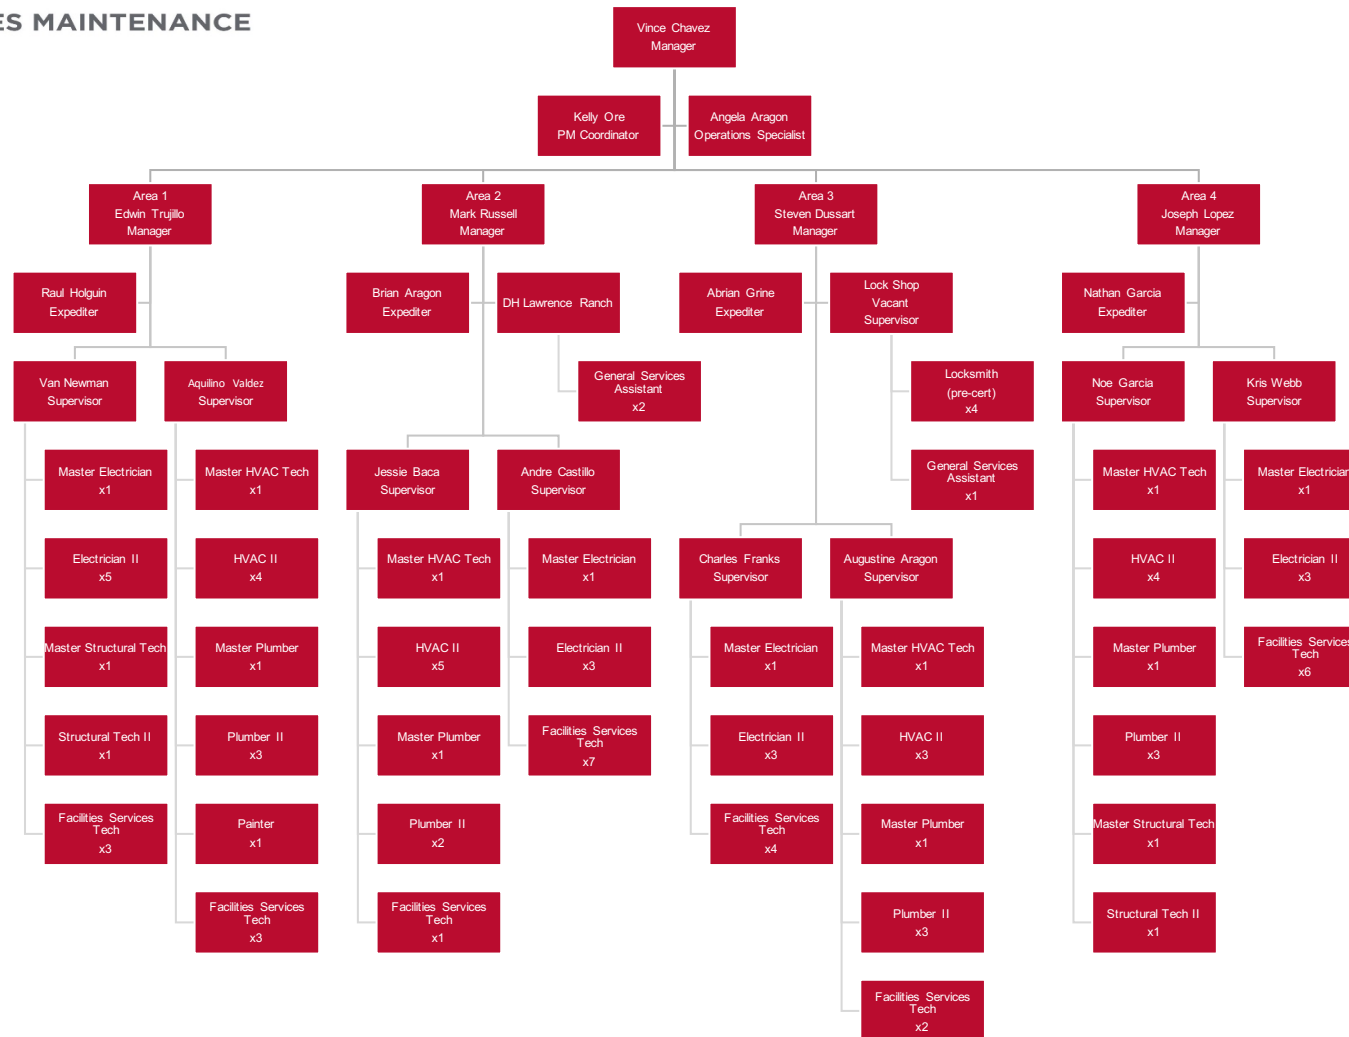 ES MAINTENANCE
Vince Chavez
Manager
Kelly Ore
PM Coordinator
Angela Aragon
Operations Specialist
Area 1
Edwin Trujillo
Manager
Area 2
Mark Russell
Manager
Area 3
Steven Dussart
Manager
Area 4
Joseph Lopez
Manager
Raul Holguin
Expediter
Brian Aragon
Expediter
DH Lawrence Ranch
Abrian Grine
Expediter
Lock Shop
Vacant
Supervisor
Nathan Garcia
Expediter
Van Newman
Supervisor
Aquilino Valdez
Supervisor
General Services
Assistant
x2
Locksmith
(pre-cert)
x4
Noe Garcia
Supervisor
Kris Webb
Supervisor
Master Electrician
x1
Master HVAC Tech
x1
Jessie Baca
Supervisor
Andre Castillo
Supervisor
General Services
Assistant
x1
Master HVAC Tech
x1
Master Electrician
x1
Electrician II
x5
HVAC II
x4
Master HVAC Tech
x1
Master Electrician
x1
Charles Franks
Supervisor
Augustine Aragon
Supervisor
HVAC II
x4
Electrician II
x3
Master Structural Tech
x1
Master Plumber
x1
HVAC II
x5
Electrician II
x3
Master Electrician
x1
Master HVAC Tech
x1
Master Plumber
x1
Facilities Services
Tech
x6
Structural Tech II
x1
Plumber II
x3
Master Plumber
x1
Facilities Services
Tech
x7
Electrician II
x3
HVAC II
x3
Plumber II
x3
Facilities Services
Tech
x3
Painter
x1
Plumber II
x2
Facilities Services
Tech
x4
Master Plumber
x1
Master Structural Tech
x1
Facilities Services
Tech
x3
Facilities Services
Tech
x1
Plumber II
x3
Structural Tech II
x1
Facilities Services
Tech
x2